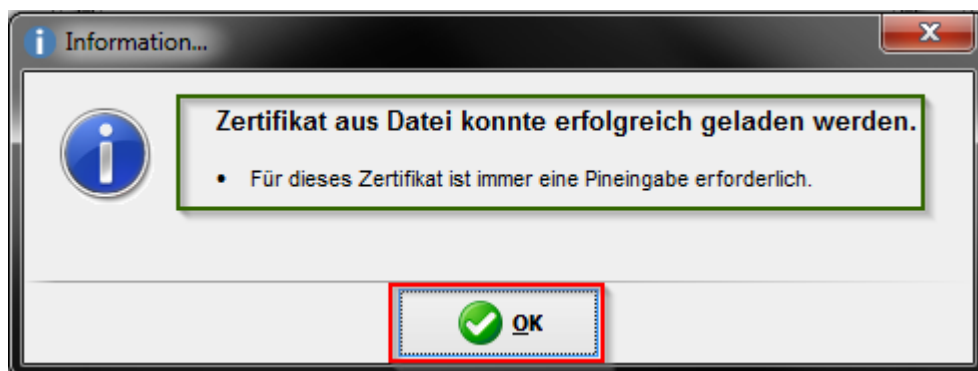 Information...
Zertifikat aus Datei konnte erfolgreich geladen werden.
• Für dieses Zertifikat ist immer eine Pineingabe erforderlich.
OK